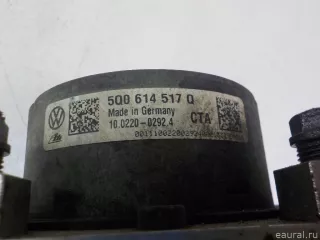 5Q0 614 517 Q
Made in Germany
10.0220-0292.4 CTA
eaural.ru